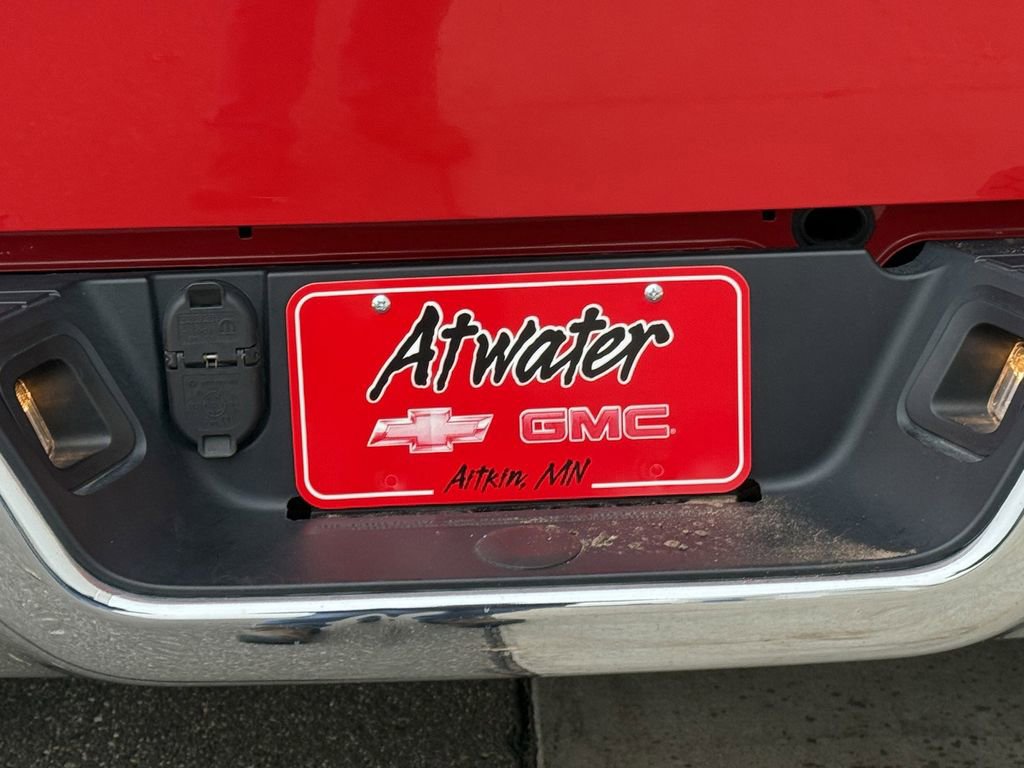 Atwater
GMC
Aitkin, MN